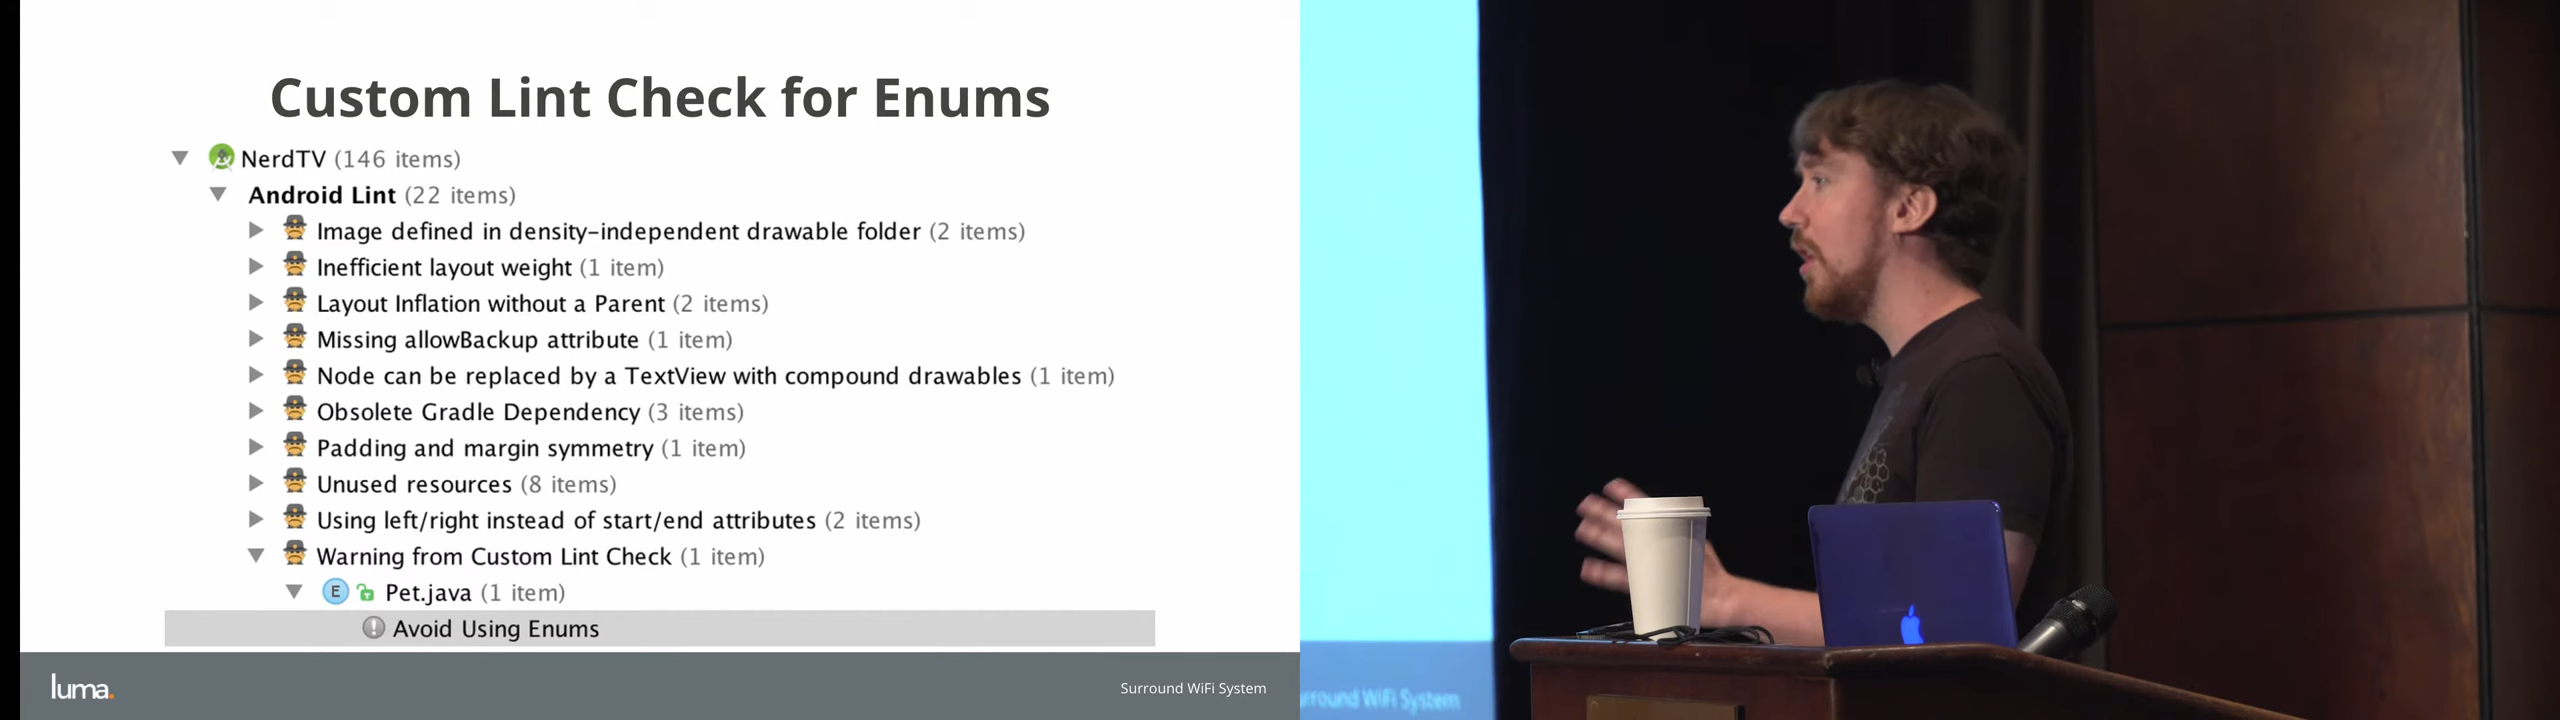 Custom Lint Check for Enums
NerdTV (146 items)
Android Lint (22 items)
Image defined in density-independent drawable folder (2 items)
Inefficient layout weight (1 item)
Layout Inflation without a Parent (2 items)
Missing allowBackup attribute (1 item)
Node can be replaced by a TextView with compound drawables (1 item)
Obsolete Gradle Dependency (3 items)
Padding and margin symmetry (1 item)
Unused resources (8 items)
Using left/right instead of start/end attributes (2 items)
Warning from Custom Lint Check (1 item)
E Pet.java (1 item)
Avoid Using Enums
luma.
Surround WiFi System
rround WiFi System